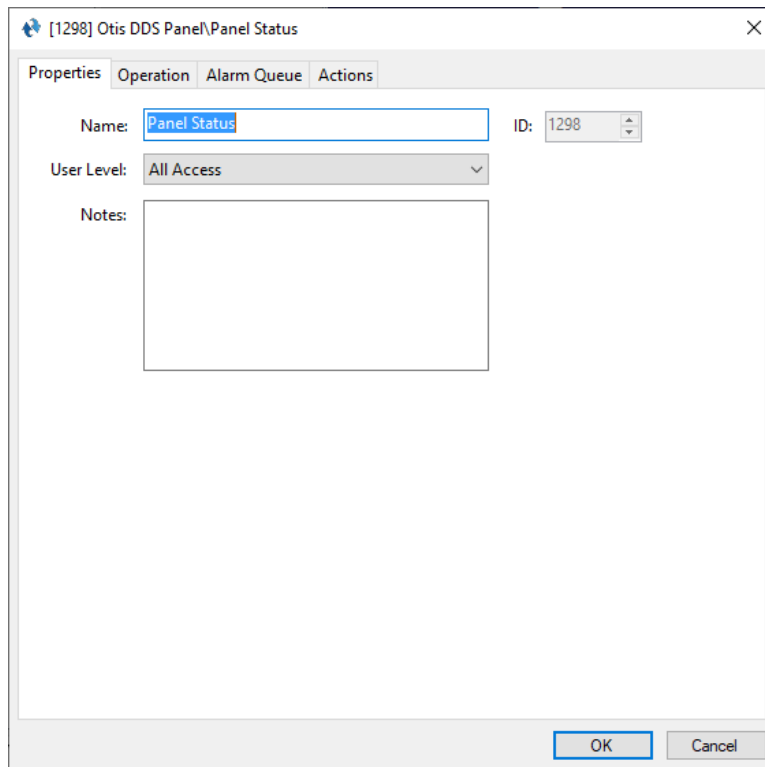 [1298] Otis DDS Panel\Panel Status
Properties Operation Alarm Queue Actions
Name: Panel Status ID: 1298
User Level: All Access
Notes:
OK Cancel